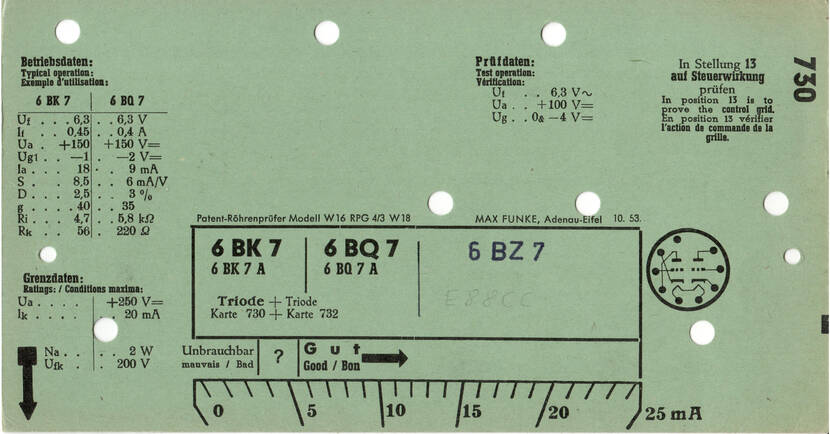 Betriebsdaten:
Typical operation:
Exemple d'utilisation:
6 BK 7 6 BQ 7
Uf . . . 6,3 . . 6,3 V
If . . . 0,45 . . 0,4 A
Ua . +150 +150 V=
Ug1 . . —1 . . —2 V=
Ia . . . . 18 . . 9 mA
S . . . . 8,5 . . 6 mA/V
D . . . . 2,5 . . 3 %
g . . . . 40 . . 35
Ri . . . 4,7 . . 5,8 kΩ
Rk . . . 56 . . 220 Ω
Grenzdaten:
Ratings: / Conditions maxima:
Ua . . . . +250 V=
Ik . . . . 20 mA
Na . . . 2 W
Ufk . . . 200 V
Prüfdaten:
Test operation:
Vérification:
Uf . . 6,3 V~
Ua . . +100 V=
Ug . . 0& —4 V=
In Stellung 13
auf Steuerwirkung
prüfen
In position 13 is to
prove the control grid.
En position 13 vérifier
l'action de commande de la
grille.
730
Patent-Röhrenprüfer Modell W16 RPG 4/3 W18 MAX FUNKE, Adenau-Eifel 10. 53.
6 BK 7 6 BQ 7 6 BZ 7
6 BK 7 A 6 BQ 7 A
E88CC
Triode + Triode
Karte 730 + Karte 732
Unbrauchbar ? Gut
mauvais / Bad Good / Bon
0 5 10 15 20 25 mA